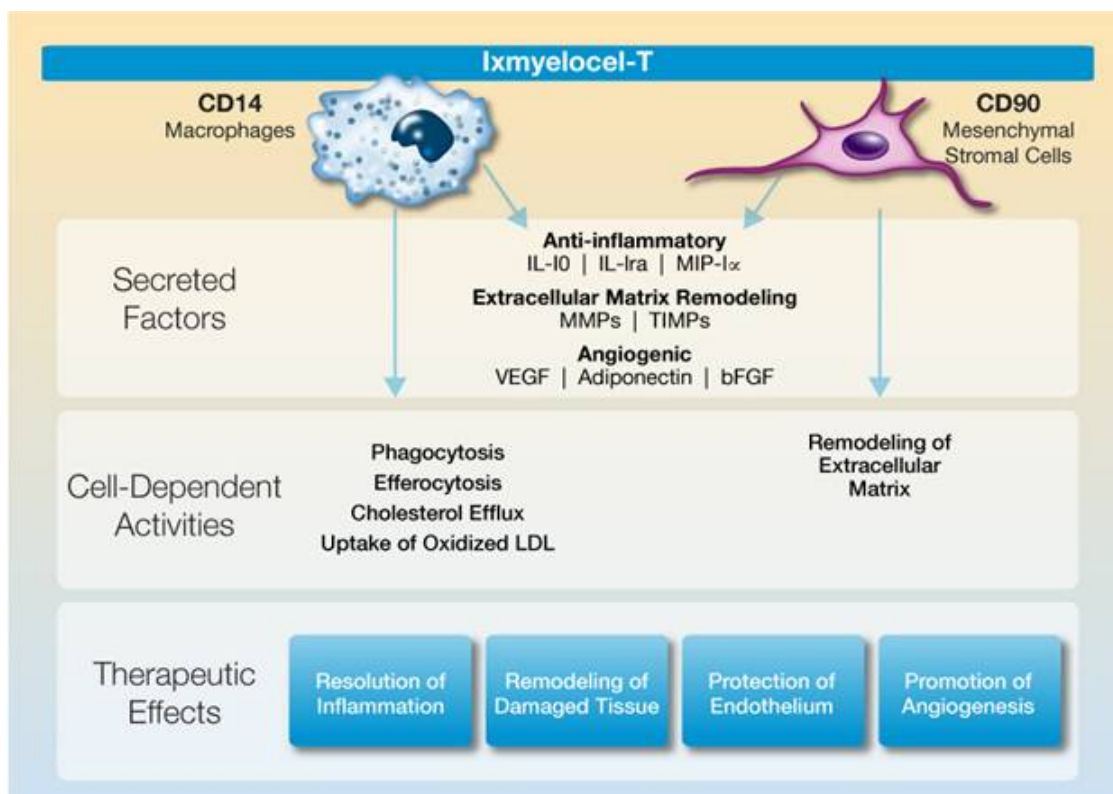 Ixmyelocel-T
CD14
Macrophages
CD90
Mesenchymal
Stromal Cells
Secreted
Factors
Anti-inflammatory
IL-I0 | IL-Ira | MIP-I∝
Extracellular Matrix Remodeling
MMPs | TIMPs
Angiogenic
VEGF | Adiponectin | bFGF
Cell-Dependent
Activities
Phagocytosis
Efferocytosis
Cholesterol Efflux
Uptake of Oxidized LDL
Remodeling of
Extracellular
Matrix
Therapeutic
Effects
Resolution of
Inflammation
Remodeling of
Damaged Tissue
Protection of
Endothelium
Promotion of
Angiogenesis